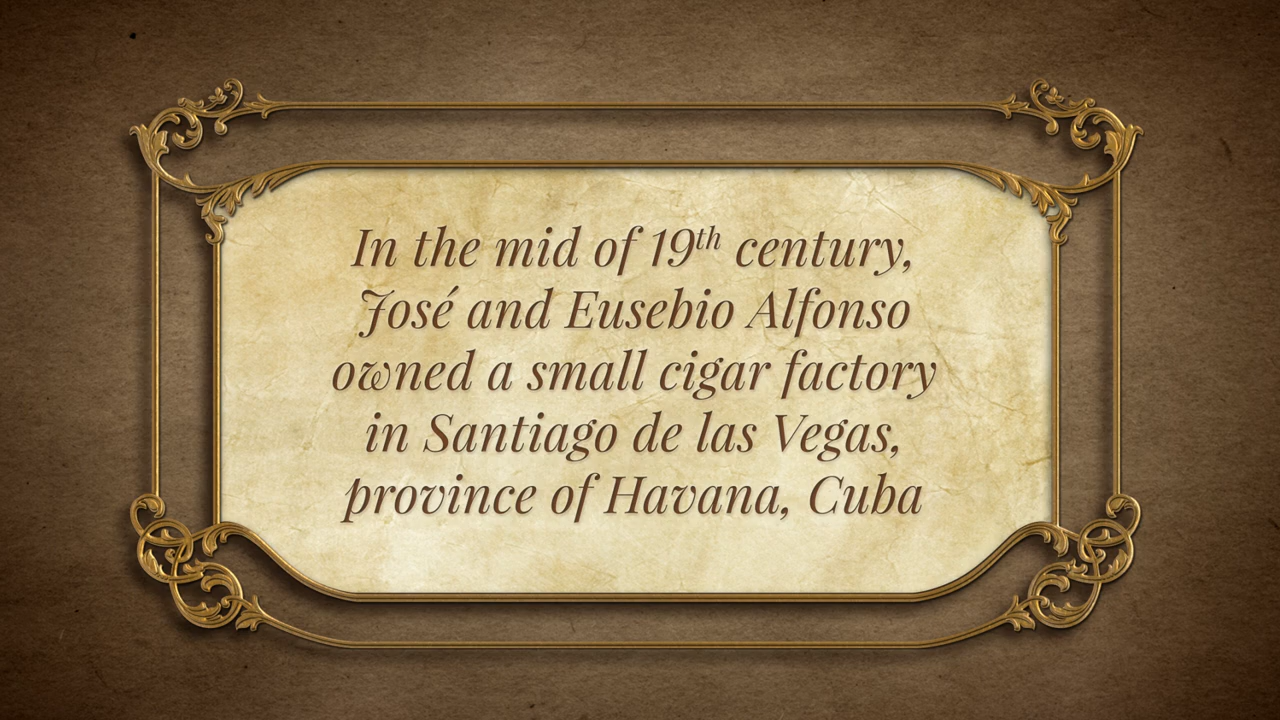 In the mid of 19th century,
José and Eusebio Alfonso
owned a small cigar factory
in Santiago de las Vegas,
province of Havana, Cuba